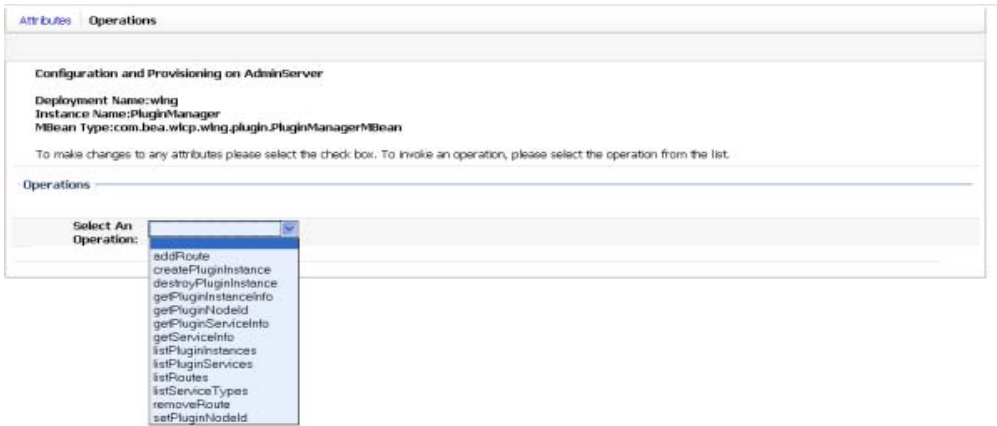 Attributes Operations
Configuration and Provisioning on AdminServer
Deployment Name:wlng
Instance Name:PluginManager
MBean Type:com.bea.wlcp.wlng.plugin.PluginManagerMBean
To make changes to any attributes please select the check box. To invoke an operation, please select the operation from the list.
Operations
Select An
Operation:
addRoute
createPluginInstance
destroyPluginInstance
getPluginInstanceInfo
getPluginNodeId
getPluginServiceInfo
getServiceInfo
listPluginInstances
listPluginServices
listRoutes
listServiceTypes
removeRoute
setPluginNodeId